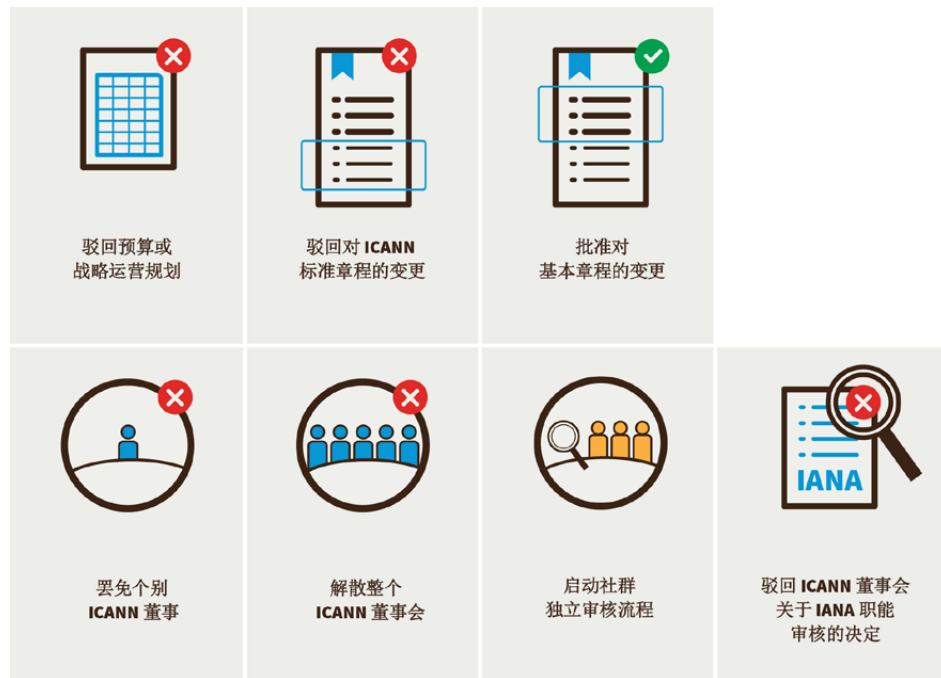 驳回预算或
战略运营规划
驳回对 ICANN
标准章程的变更
批准对
基本章程的变更
罢免个别
ICANN 董事
解散整个
ICANN 董事会
启动社群
独立审核流程
IANA
驳回 ICANN 董事会
关于 IANA 职能
审核的决定